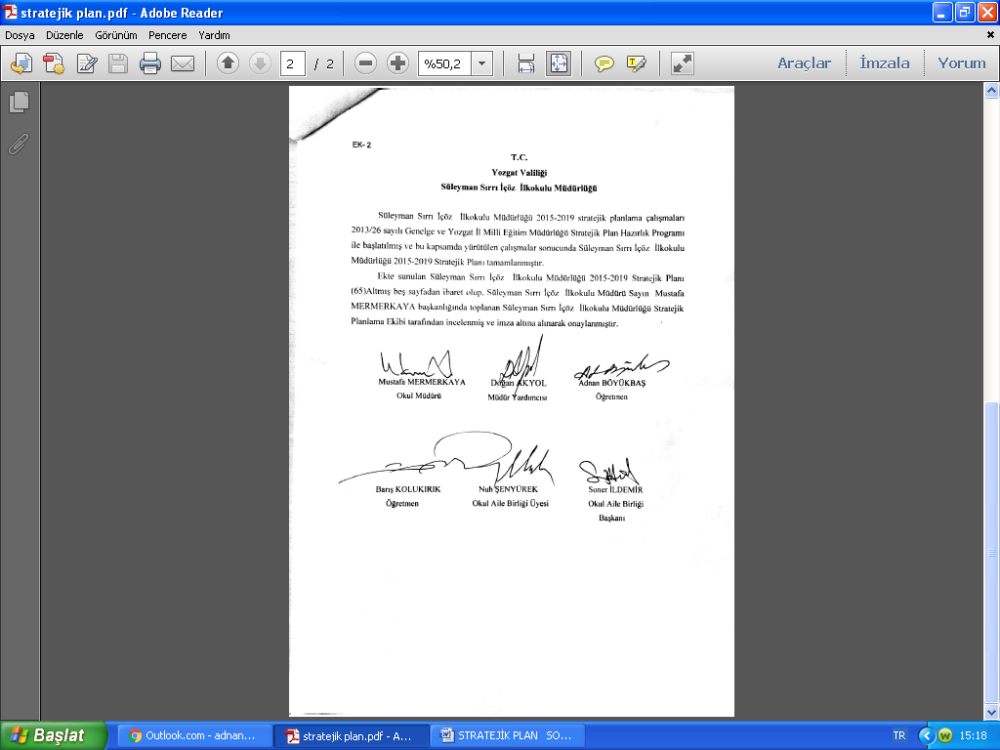 stratejik plan.pdf - Adobe Reader
Dosya Düzenle Görünüm Pencere Yardım
2 / 2 %50,2 Araçlar İmzala Yorum
EK- 2
T.C.
Yozgat Valiliği
Süleyman Sırrı İçöz İlkokulu Müdürlüğü
Süleyman Sırrı İçöz İlkokulu Müdürlüğü 2015-2019 stratejik planlama çalışmaları
2013/26 sayılı Genelge ve Yozgat İl Milli Eğitim Müdürlüğü Stratejik Plan Hazırlık Programı
ile başlatılmış ve bu kapsamda yürütülen çalışmalar sonucunda Süleyman Sırrı İçöz İlkokulu
Müdürlüğü 2015-2019 Stratejik Planı tamamlanmıştır.
Ekte sunulan Süleyman Sırrı İçöz İlkokulu Müdürlüğü 2015-2019 Stratejik Planı
(65)Altmış beş sayfadan ibaret olup, Süleyman Sırrı İçöz İlkokulu Müdürü Sayın Mustafa
MERMERKAYA başkanlığında toplanan Süleyman Sırrı İçöz İlkokulu Müdürlüğü Stratejik
Planlama Ekibi tarafından incelenmiş ve imza altına alınarak onaylanmıştır.
Mustafa MERMERKAYA Doğan AKYOL Adnan BÖYÜKBAŞ
Okul Müdürü Müdür Yardımcısı Öğretmen
Barış KOLUKIRIK Nuh ŞENYÜREK Soner İLDEMİR
Öğretmen Okul Aile Birliği Üyesi Okul Aile Birliği
Başkanı
Başlat Outlook.com - adnan... stratejik plan.pdf - A... STRATEJİK PLAN SO... TR 15:18